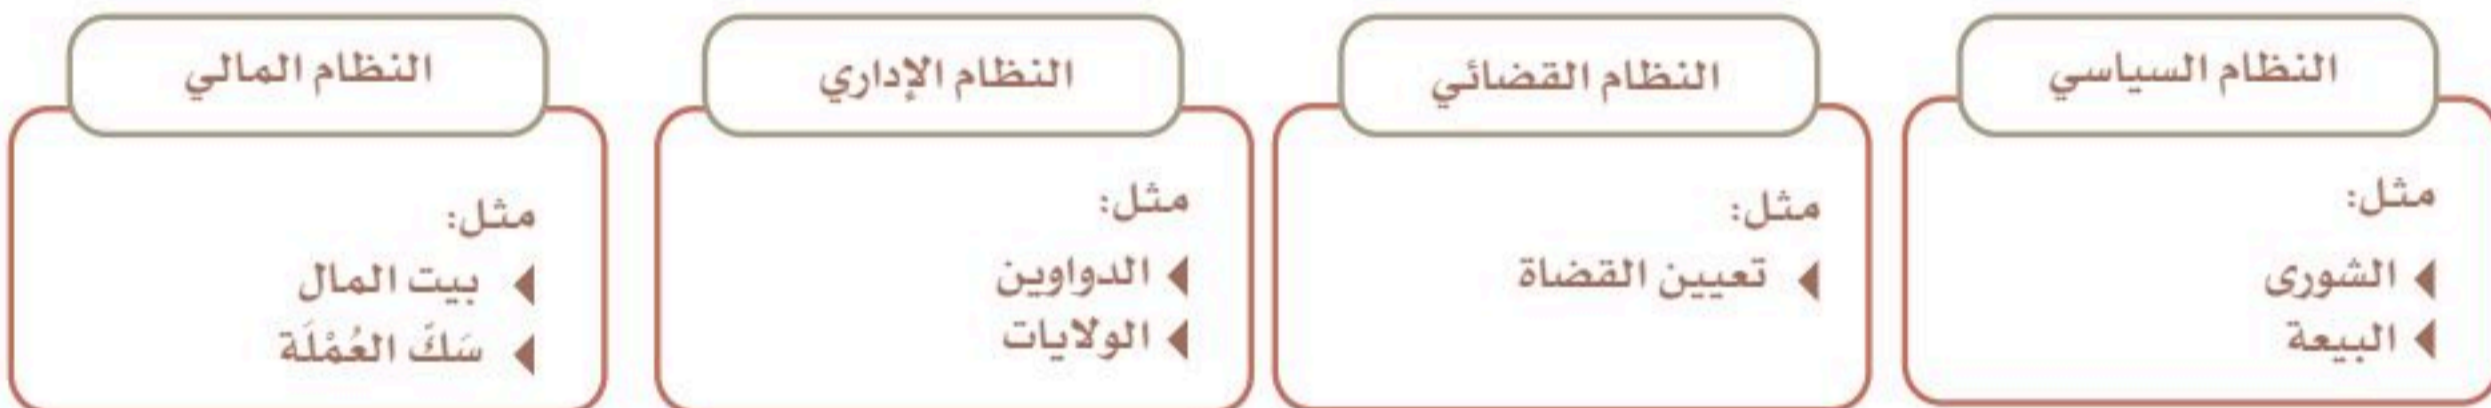 النظام السياسي
مثل:
الشورى
البيعة
النظام القضائي
مثل:
تعيين القضاة
النظام الإداري
مثل:
الدواوين
الولايات
النظام المالي
مثل:
بيت المال
سَكّ العُمْلَة